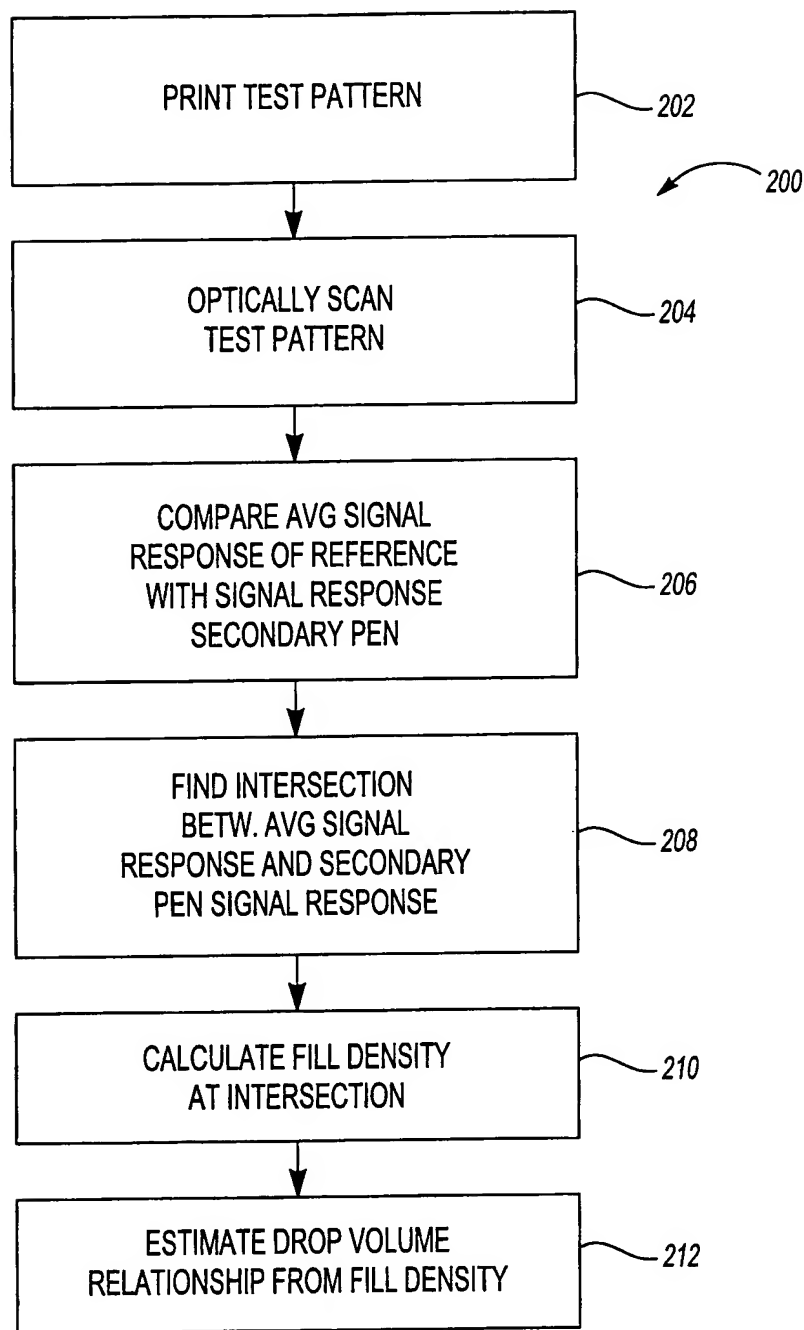 PRINT TEST PATTERN
202
200
OPTICALLY SCAN
TEST PATTERN
204
COMPARE AVG SIGNAL
RESPONSE OF REFERENCE
WITH SIGNAL RESPONSE
SECONDARY PEN
206
FIND INTERSECTION
BETW. AVG SIGNAL
RESPONSE AND SECONDARY
PEN SIGNAL RESPONSE
208
CALCULATE FILL DENSITY
AT INTERSECTION
210
ESTIMATE DROP VOLUME
RELATIONSHIP FROM FILL DENSITY
212